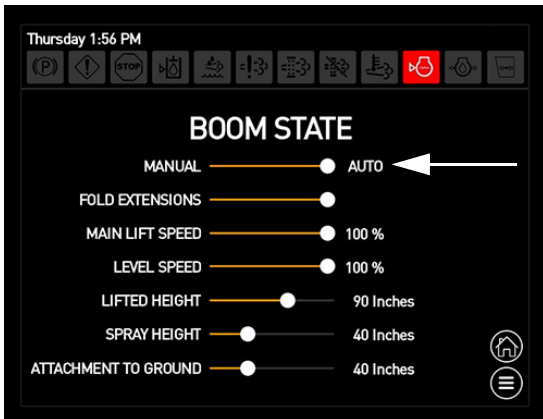 Thursday 1:56 PM
(P) STOP
BOOM STATE
MANUAL AUTO
FOLD EXTENSIONS
MAIN LIFT SPEED 100 %
LEVEL SPEED 100 %
LIFTED HEIGHT 90 Inches
SPRAY HEIGHT 40 Inches
ATTACHMENT TO GROUND 40 Inches